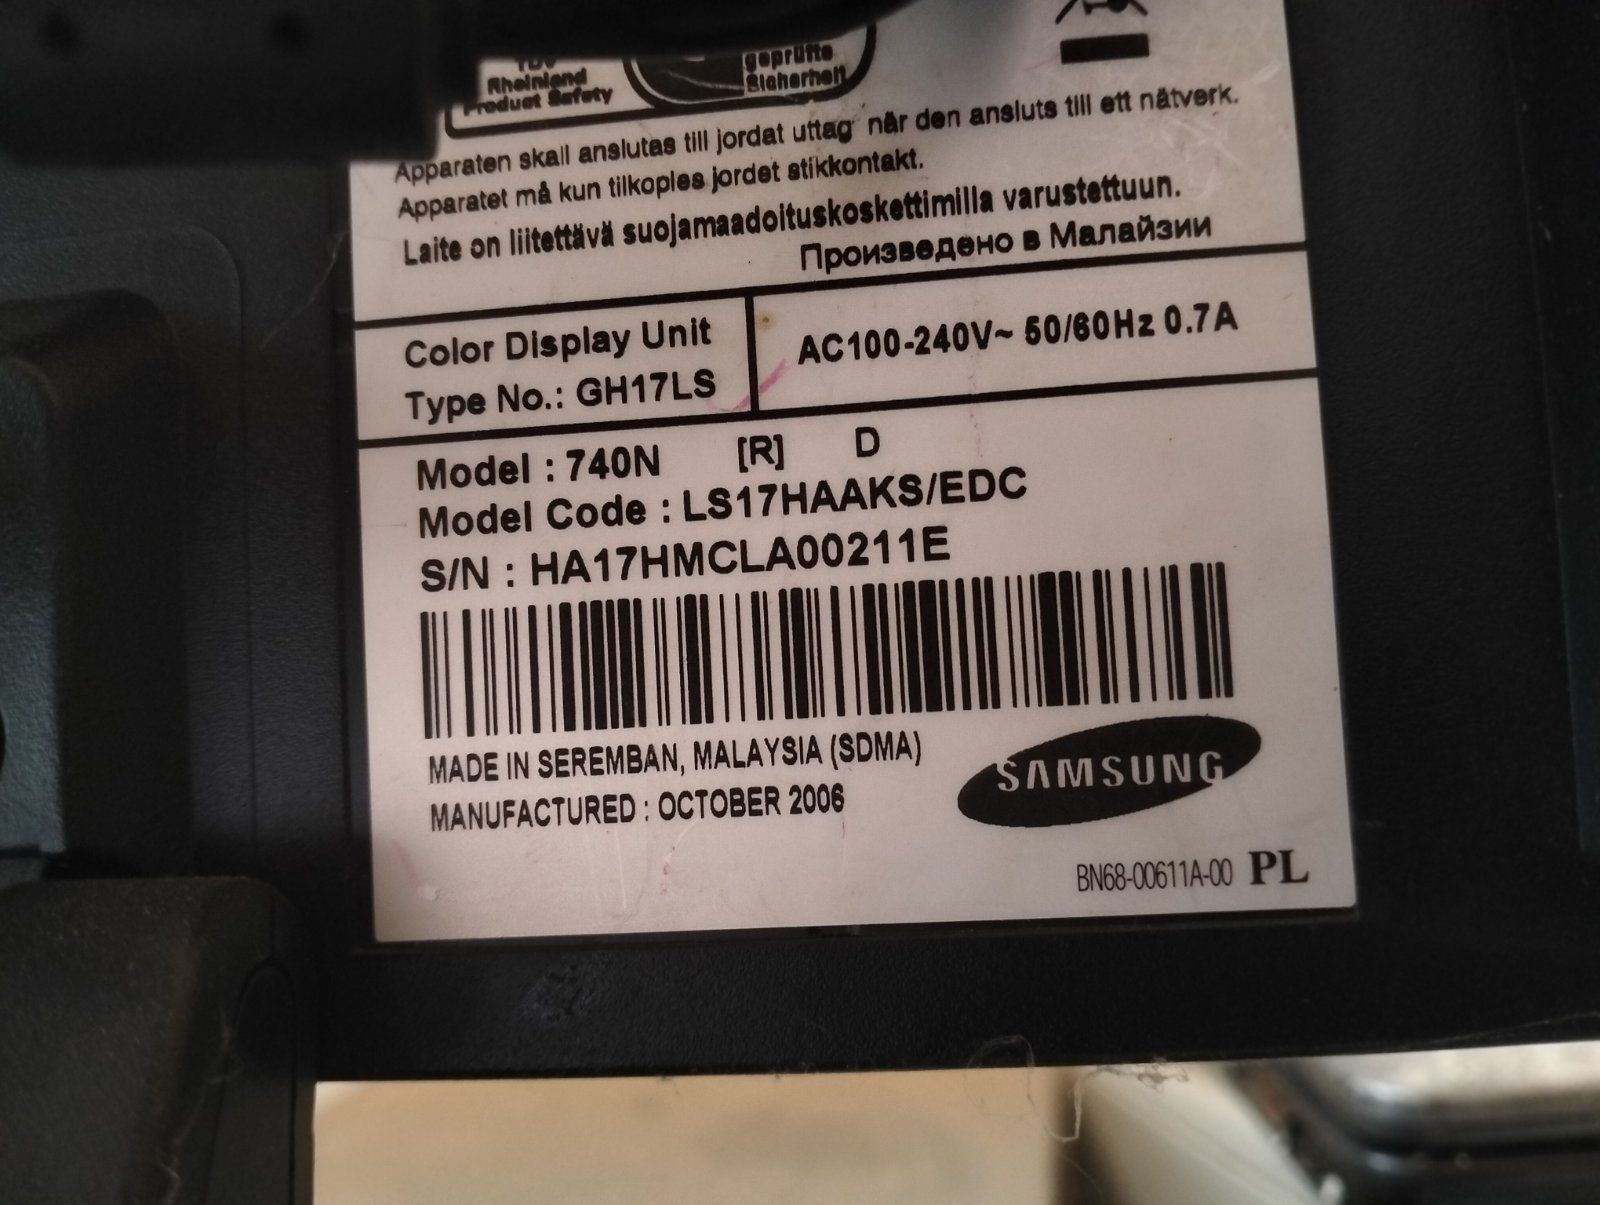 TÜV
Rheinland
Product Safety
geprüfte
Sicherheit
Apparaten skall anslutas till jordat uttag när den ansluts till ett nätverk.
Apparatet må kun tilkoples jordet stikkontakt.
Laite on liitettävä suojamaadoituskoskettimilla varustettuun.
Произведено в Малайзии
Color Display Unit
Type No.: GH17LS
AC100-240V~ 50/60Hz 0.7A
Model : 740N [R] D
Model Code : LS17HAAKS/EDC
S/N : HA17HMCLA00211E
MADE IN SEREMBAN, MALAYSIA (SDMA)
MANUFACTURED : OCTOBER 2006
SAMSUNG
BN68-00611A-00 PL